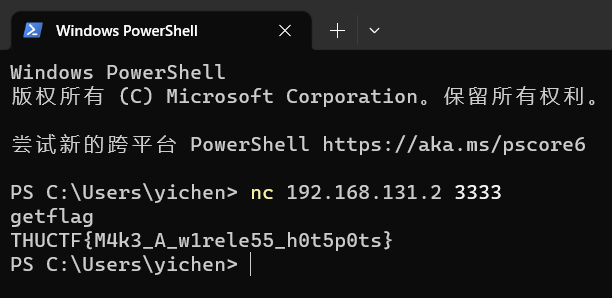 Windows PowerShell
Windows PowerShell
版权所有 (C) Microsoft Corporation。保留所有权利。
尝试新的跨平台 PowerShell https://aka.ms/pscore6
PS C:\Users\yichen> nc 192.168.131.2 3333
getflag
THUCTF{M4k3_A_w1rele55_h0t5p0ts}
PS C:\Users\yichen>